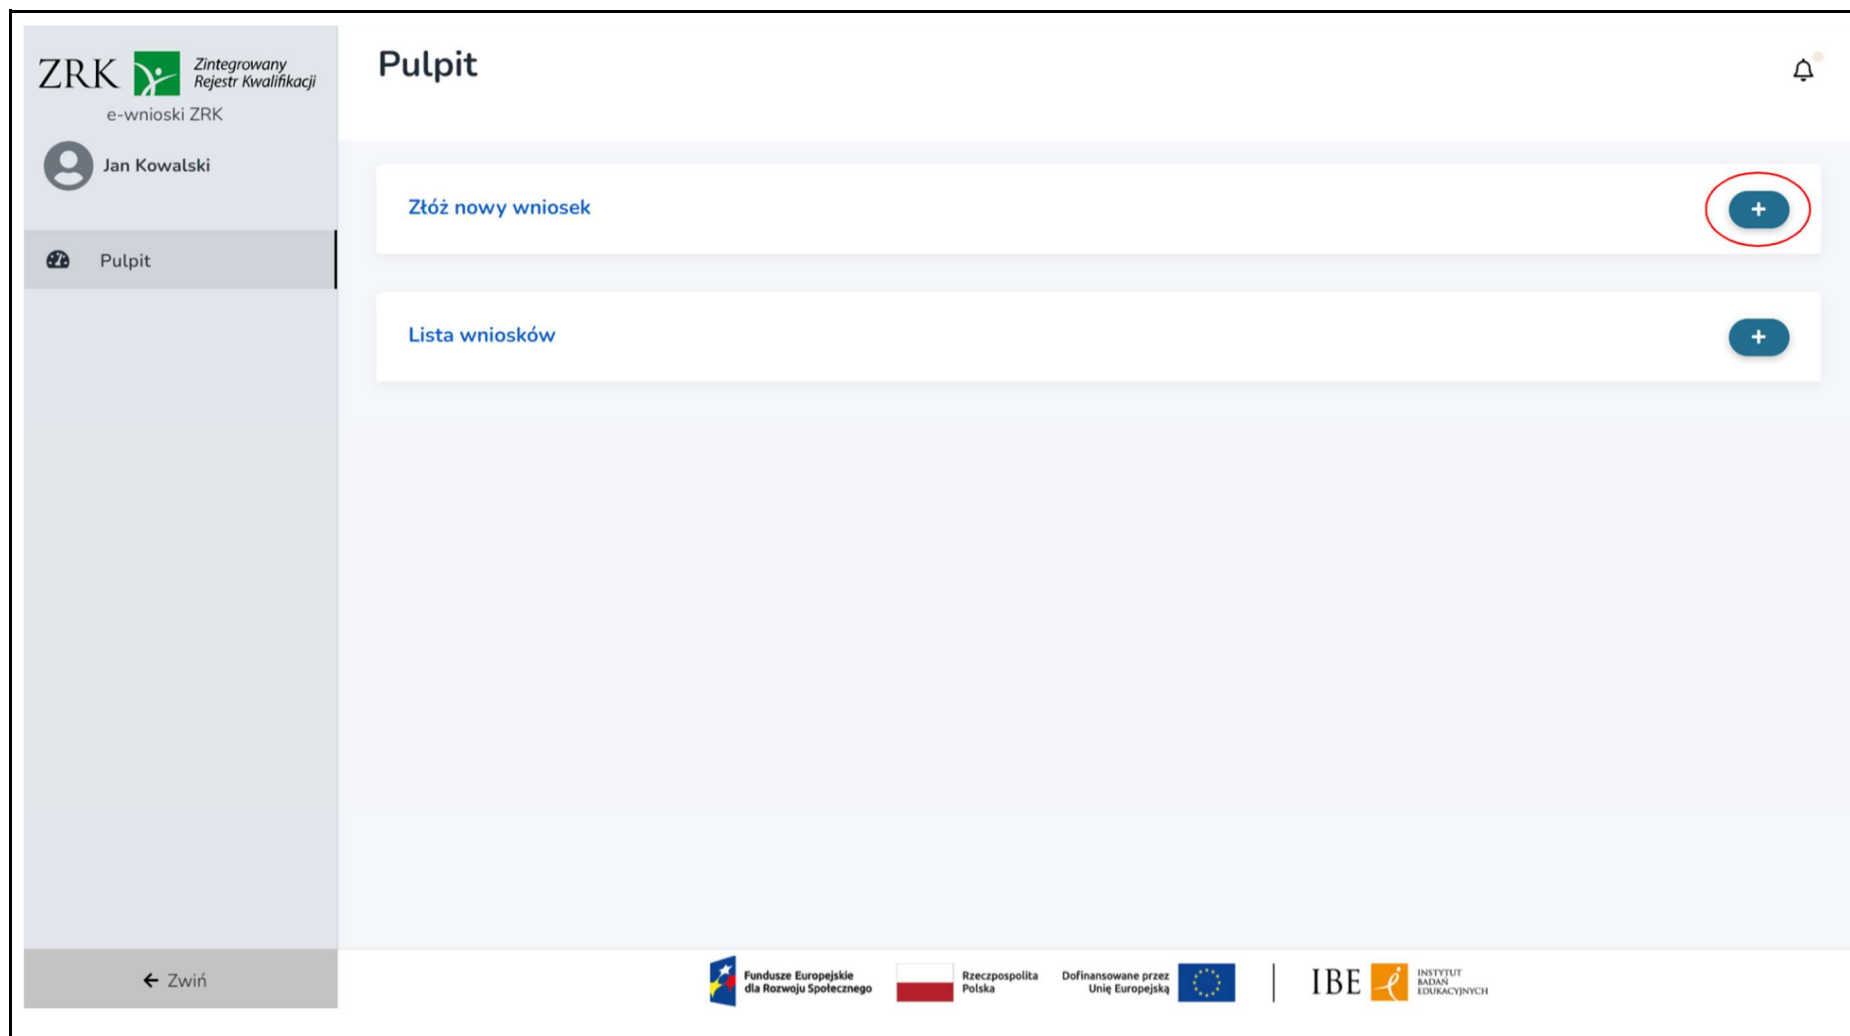 ZRK Zintegrowany
Rejestr Kwalifikacji
e-wnioski ZRK
Jan Kowalski
Pulpit
Zwiń
Pulpit
Złóż nowy wniosek
Lista wniosków
Fundusze Europejskie
dla Rozwoju Społecznego
Rzeczpospolita
Polska
Dofinansowane przez
Unię Europejską
IBE
INSTYTUT
BADAŃ
EDUKACYJNYCH